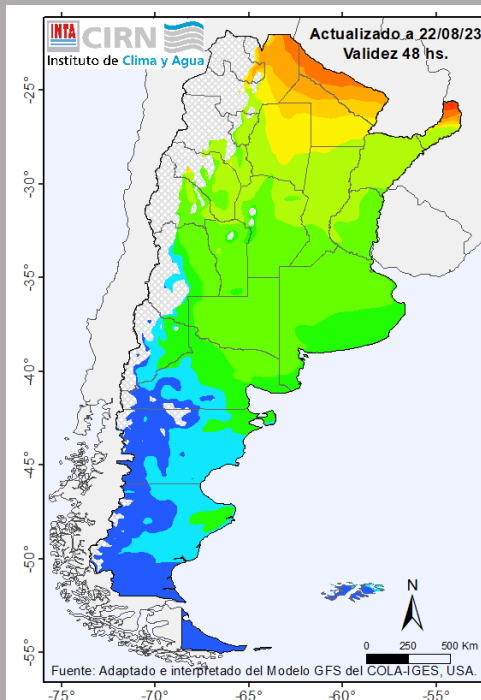 INTA CIRN
Instituto de Clima y Agua
Actualizado a 22/08/23
Validez 48 hs.
-25°
-30°
-35°
-40°
-45°
-50°
-55°
N
0 250 500 Km
Fuente: Adaptado e interpretado del Modelo GFS del COLA-IGES, USA.
-75° -70° -65° -60° -55°